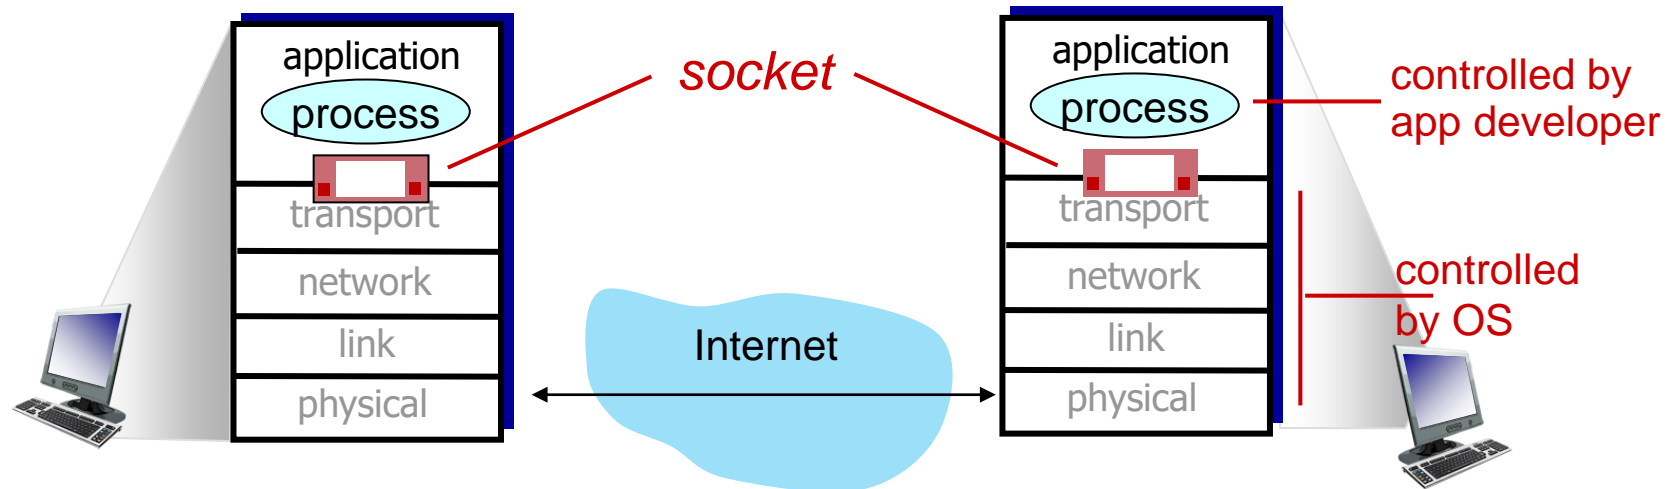 application
process
transport
network
link
physical
socket
Internet
application
process
transport
network
link
physical
controlled by
app developer
controlled
by OS